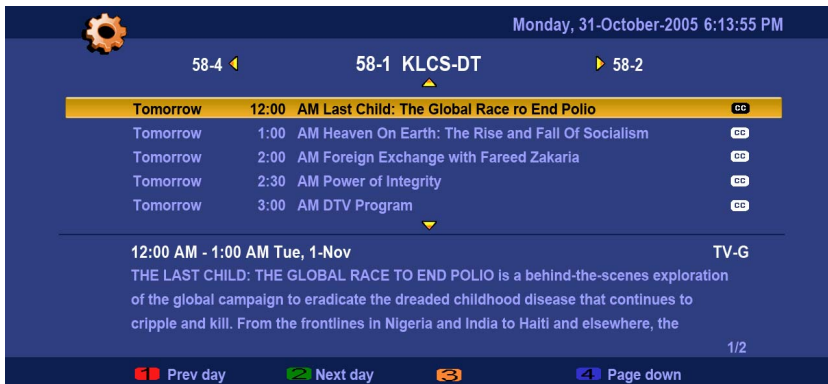 Monday, 31-October-2005 6:13:55 PM
58-4 58-1 KLCS-DT 58-2
Tomorrow 12:00 AM Last Child: The Global Race ro End Polio CC
Tomorrow 1:00 AM Heaven On Earth: The Rise and Fall Of Socialism CC
Tomorrow 2:00 AM Foreign Exchange with Fareed Zakaria CC
Tomorrow 2:30 AM Power of Integrity CC
Tomorrow 3:00 AM DTV Program CC
12:00 AM - 1:00 AM Tue, 1-Nov TV-G
THE LAST CHILD: THE GLOBAL RACE TO END POLIO is a behind-the-scenes exploration
of the global campaign to eradicate the dreaded childhood disease that continues to
cripple and kill. From the frontlines in Nigeria and India to Haiti and elsewhere, the
1/2
1 Prev day 2 Next day 3 4 Page down